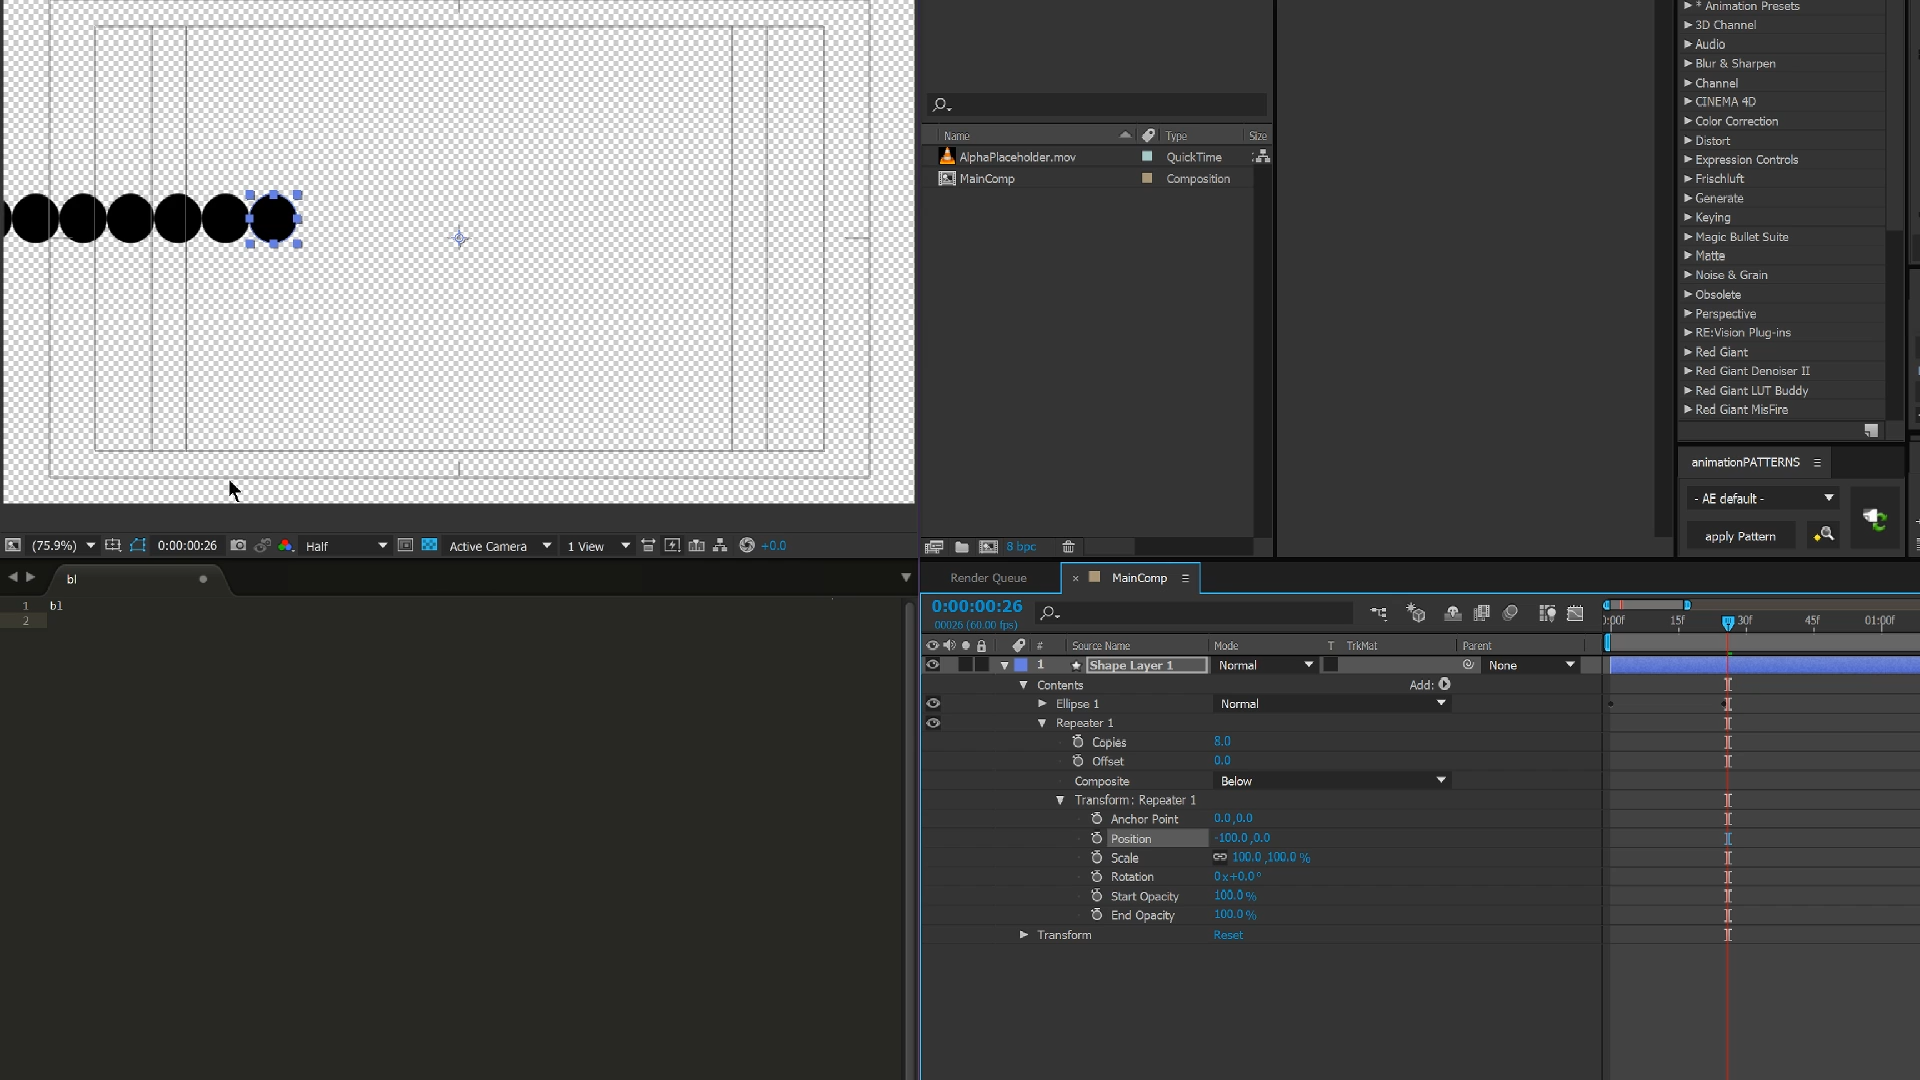 * Animation Presets
3D Channel
Audio
Blur & Sharpen
Channel
CINEMA 4D
Color Correction
Distort
Expression Controls
Frischluft
Generate
Keying
Magic Bullet Suite
Matte
Noise & Grain
Obsolete
Perspective
RE:Vision Plug-ins
Red Giant
Red Giant Denoiser II
Red Giant LUT Buddy
Red Giant MisFire
Name Type Size
AlphaPlaceholder.mov QuickTime
MainComp Composition
animationPATTERNS
- AE default -
apply Pattern
(75.9%) 0:00:00:26 Half Active Camera 1 View +0.0
8 bpc
bl
1 bl
2
Render Queue MainComp
0:00:00:26
00026 (60.00 fps)
):00f 15f 30f 45f 01:00f
# Source Name Mode T TrkMat Parent
1 Shape Layer 1 Normal None
Contents Add:
Ellipse 1 Normal
Repeater 1
Copies 8.0
Offset 0.0
Composite Below
Transform: Repeater 1
Anchor Point 0.0,0.0
Position -100.0,0.0
Scale 100.0,100.0 %
Rotation 0x+0.0°
Start Opacity 100.0 %
End Opacity 100.0 %
Transform Reset